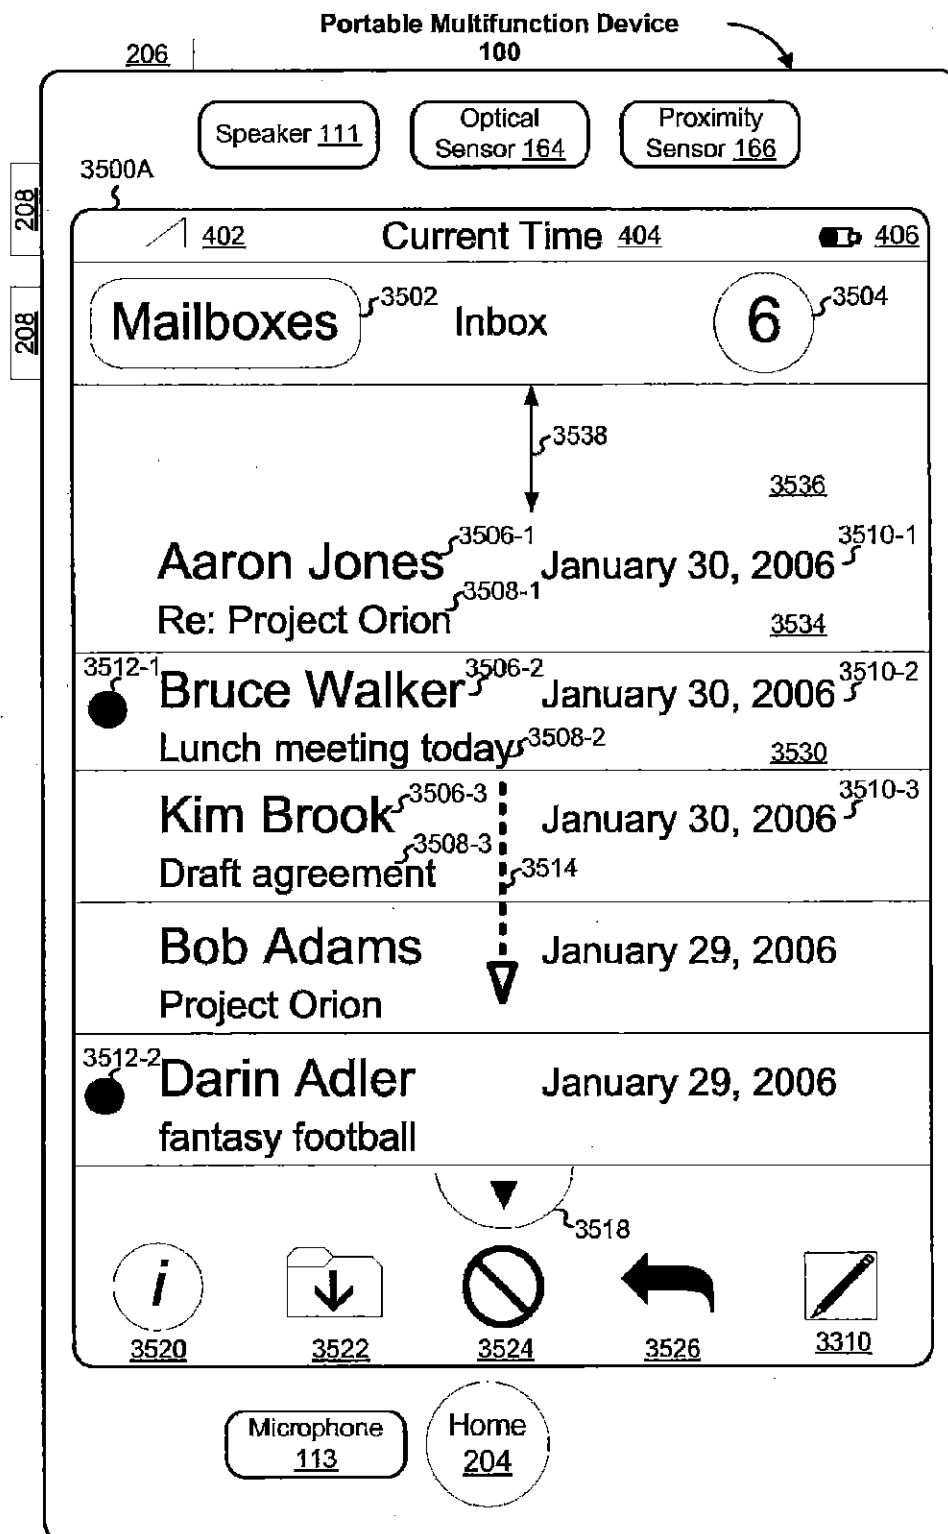 Portable Multifunction Device
100
206
Speaker 111
Optical
Sensor 164
Proximity
Sensor 166
3500A
208
208
402
Current Time 404
406
Mailboxes
3502
Inbox
6
3504
3538
3536
Aaron Jones
3506-1
January 30, 2006
3510-1
Re: Project Orion
3508-1
3534
3512-1
Bruce Walker
3506-2
January 30, 2006
3510-2
Lunch meeting today
3508-2
3530
Kim Brook
3506-3
January 30, 2006
3510-3
Draft agreement
3508-3
3514
Bob Adams
January 29, 2006
Project Orion
3512-2
Darin Adler
January 29, 2006
fantasy football
3518
i
3520
3522
3524
3526
3310
Microphone
113
Home
204